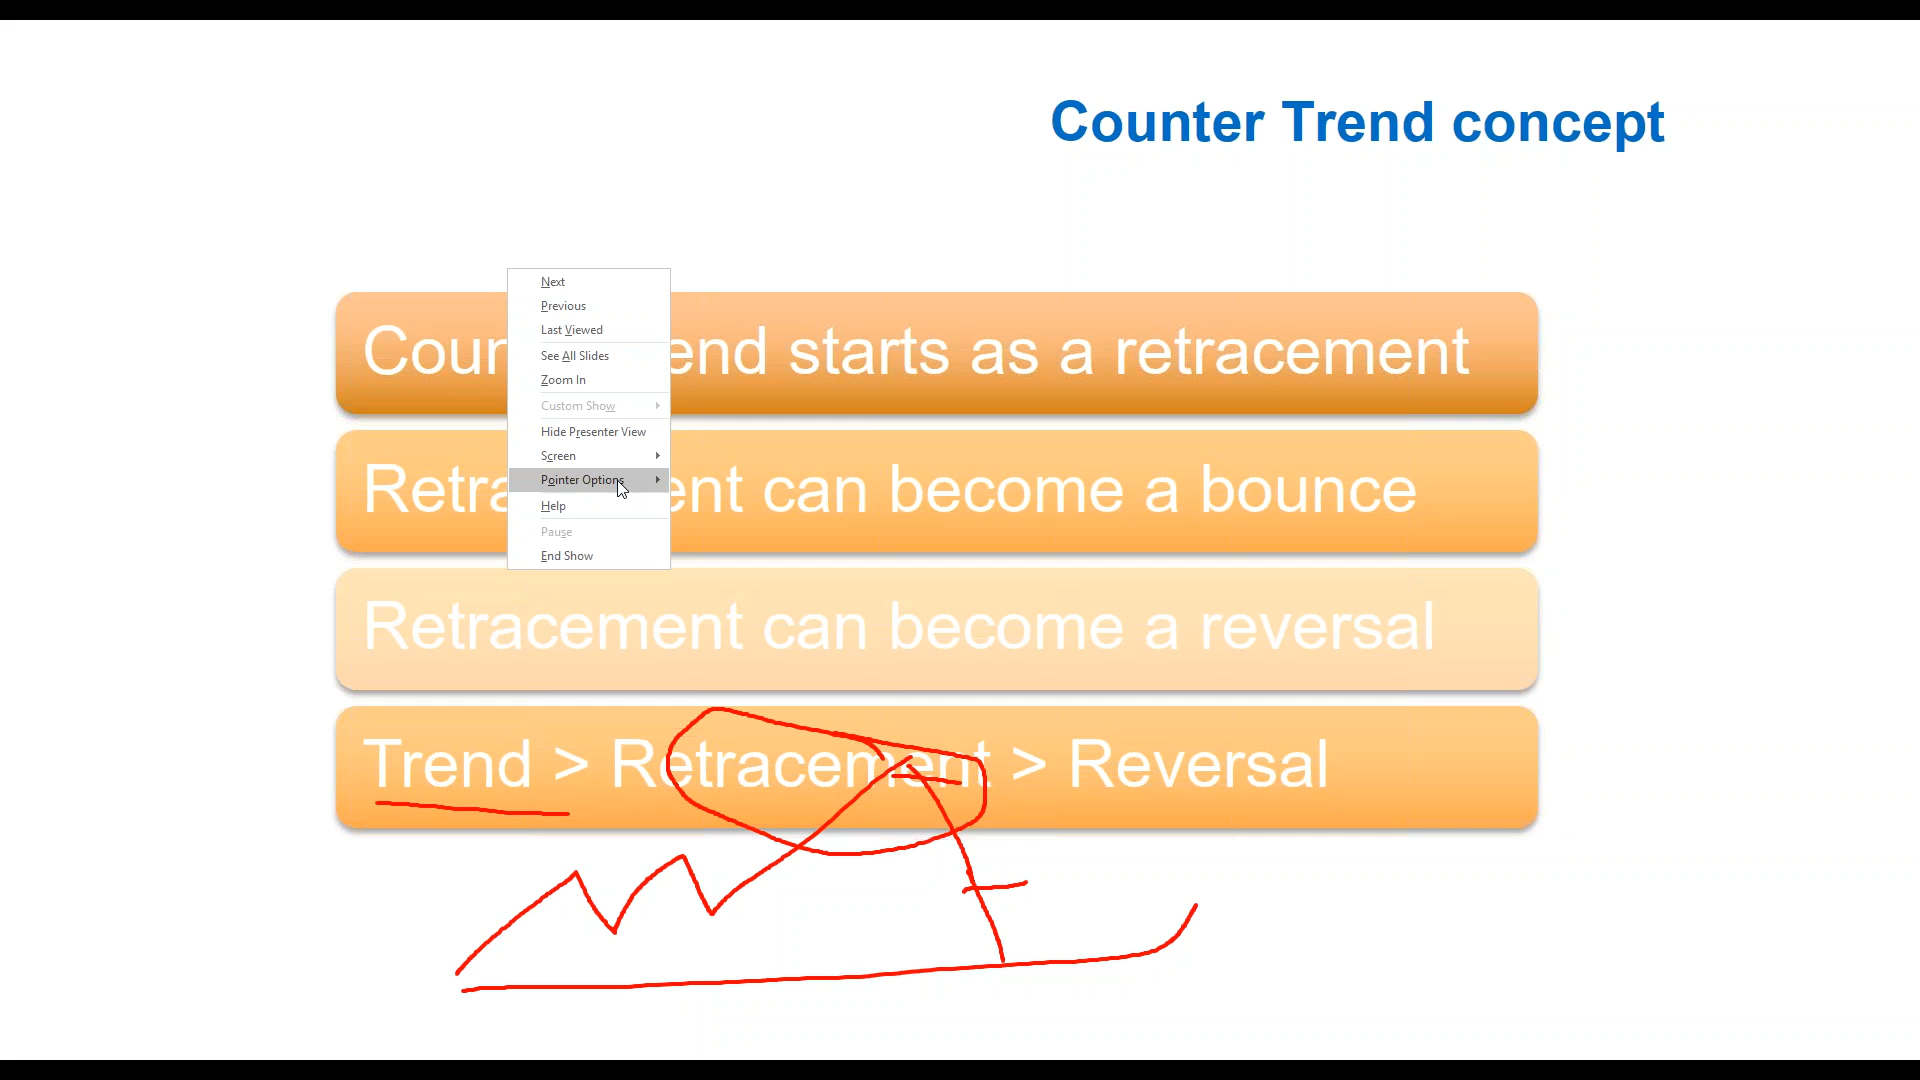 Counter Trend concept
Next
Previous
Last Viewed
See All Slides
Zoom In
Custom Show
Hide Presenter View
Screen
Pointer Options
Help
Pause
End Show
Coun end starts as a retracement
Retra ent can become a bounce
Retracement can become a reversal
Trend > Retracement > Reversal